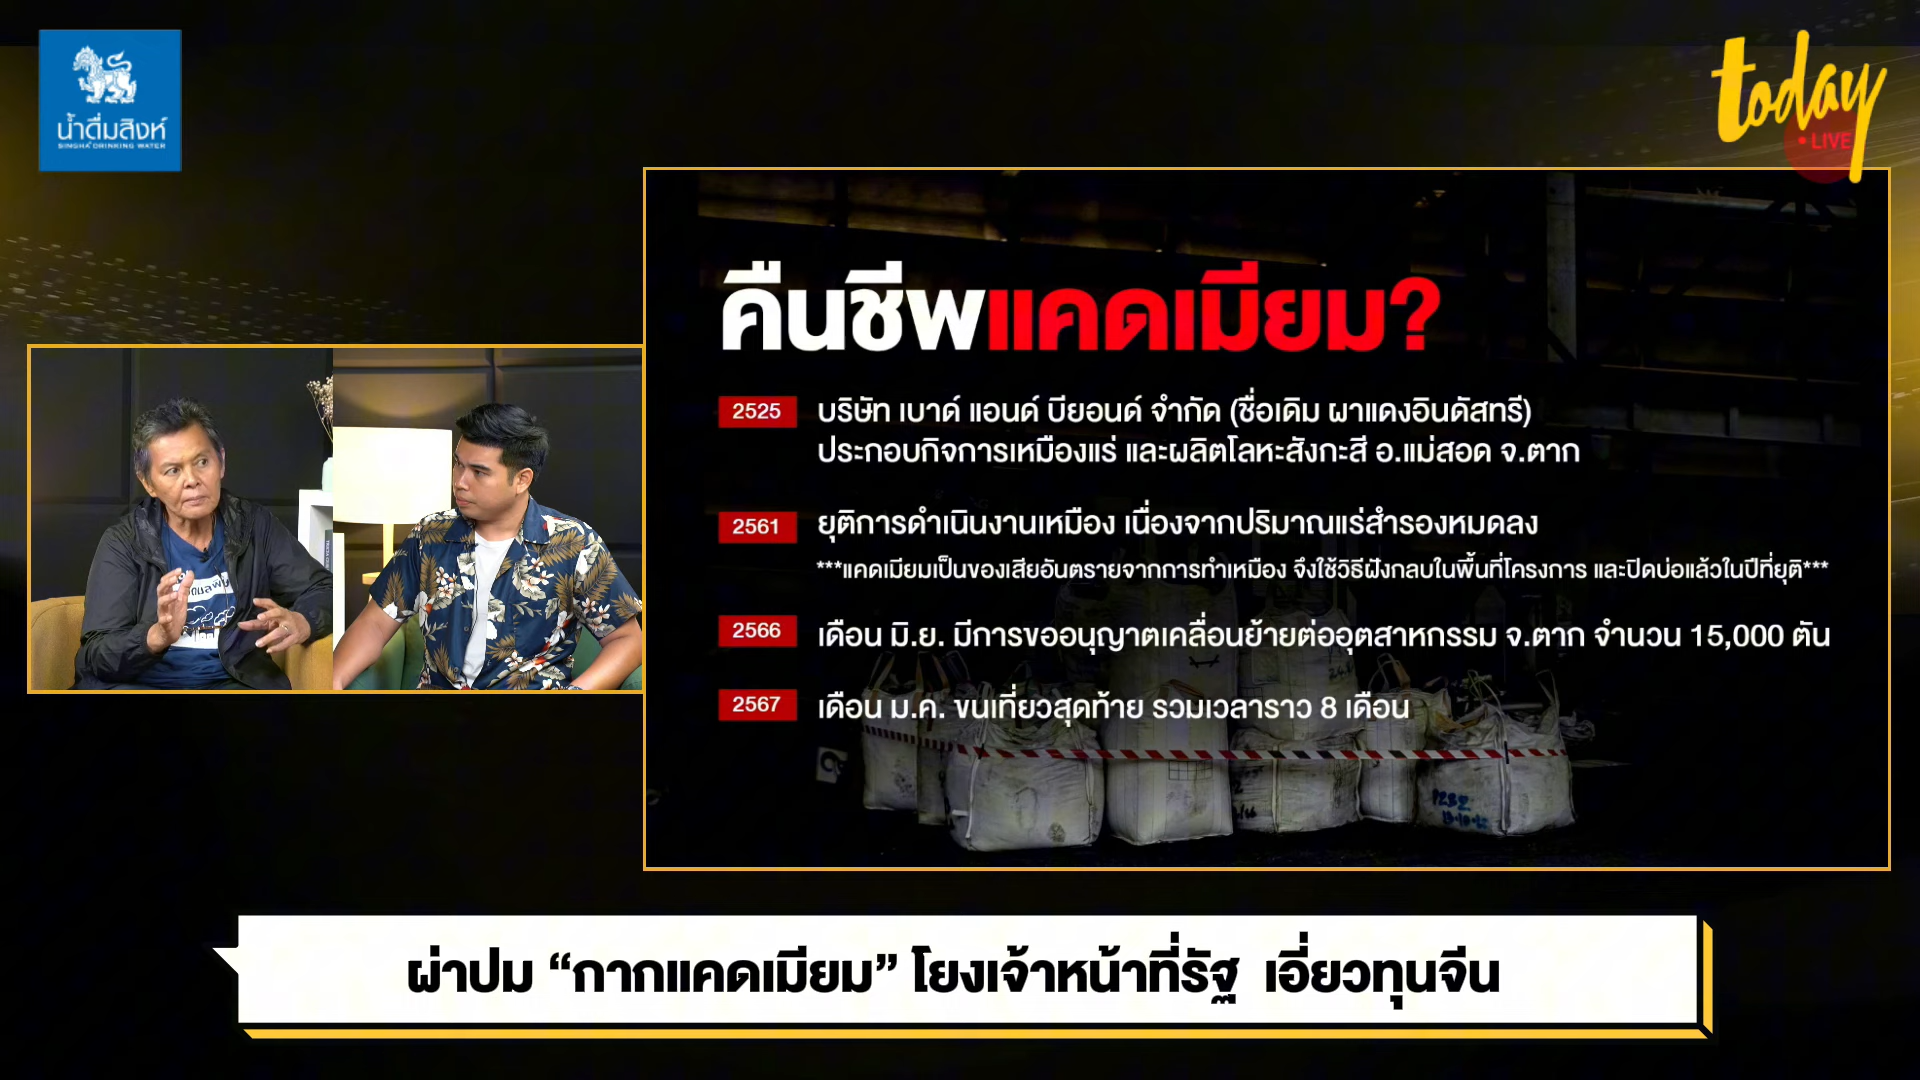 น้ำดื่มสิงห์
SINGHA DRINKING WATER
today
• LIVE
คืนชีพแคดเมียม?
2525 บริษัท เบาด์ แอนด์ บียอนด์ จำกัด (ชื่อเดิม ผาแดงอินดัสทรี)
ประกอบกิจการเหมืองแร่ และผลิตโลหะสังกะสี อ.แม่สอด จ.ตาก
2561 ยุติการดำเนินงานเหมือง เนื่องจากปริมาณแร่สำรองหมดลง
***แคดเมียมเป็นของเสียอันตรายจากการทำเหมือง จึงใช้วิธีฝังกลบในพื้นที่โครงการ และปิดบ่อแล้วในปีที่ยุติ***
2566 เดือน มิ.ย. มีการขออนุญาตเคลื่อนย้ายต่ออุตสาหกรรม จ.ตาก จำนวน 15,000 ตัน
2567 เดือน ม.ค. ขนเที่ยวสุดท้าย รวมเวลาราว 8 เดือน
ผ่าปม “กากแคดเมียม” โยงเจ้าหน้าที่รัฐ เอี่ยวทุนจีน